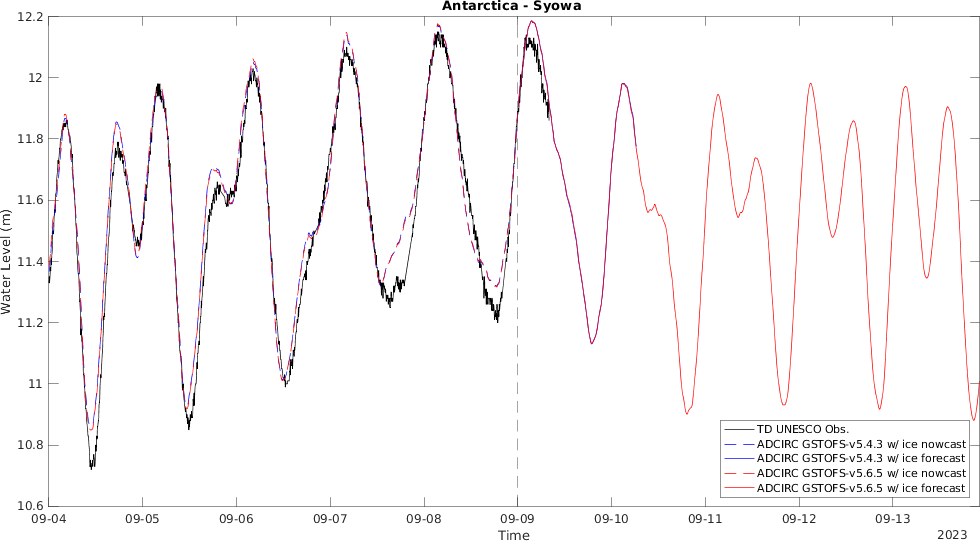 Antarctica - Syowa
12.2
12
11.8
11.6
11.4
11.2
11
10.8
10.6
Water Level (m)
09-04 09-05 09-06 09-07 09-08 09-09 09-10 09-11 09-12 09-13
Time
2023
TD UNESCO Obs.
ADCIRC GSTOFS-v5.4.3 w/ ice nowcast
ADCIRC GSTOFS-v5.4.3 w/ ice forecast
ADCIRC GSTOFS-v5.6.5 w/ ice nowcast
ADCIRC GSTOFS-v5.6.5 w/ ice forecast